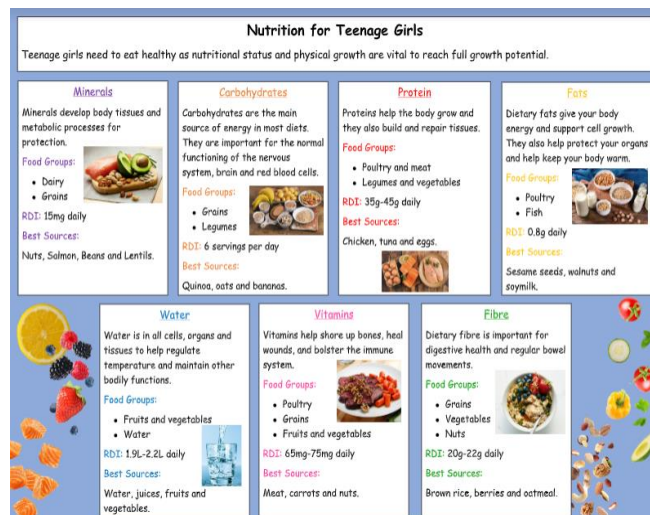 Nutrition for Teenage Girls
Teenage girls need to eat healthy as nutritional status and physical growth are vital to reach full growth potential.
Minerals
Minerals develop body tissues and
metabolic processes for
protection.
Food Groups:
• Dairy
• Grains
RDI: 15mg daily
Best Sources:
Nuts, Salmon, Beans and Lentils.
Carbohydrates
Carbohydrates are the main
source of energy in most diets.
They are important for the normal
functioning of the nervous
system, brain and red blood cells.
Food Groups:
• Grains
• Legumes
RDI: 6 servings per day
Best Sources:
Quinoa, oats and bananas.
Protein
Proteins help the body grow and
they also build and repair tissues.
Food Groups:
• Poultry and meat
• Legumes and vegetables
RDI: 35g-45g daily
Best Sources:
Chicken, tuna and eggs.
Fats
Dietary fats give your body
energy and support cell growth.
They also help protect your organs
and help keep your body warm.
Food Groups:
• Poultry
• Fish
RDI: 0.8g daily
Best Sources:
Sesame seeds, walnuts and
soymilk.
Water
Water is in all cells, organs and
tissues to help regulate
temperature and maintain other
bodily functions.
Food Groups:
• Fruits and vegetables
• Water
RDI: 1.9L-2.2L daily
Best Sources:
Water, juices, fruits and
vegetables.
Vitamins
Vitamins help shore up bones, heal
wounds, and bolster the immune
system.
Food Groups:
• Poultry
• Grains
• Fruits and vegetables
RDI: 65mg-75mg daily
Best Sources:
Meat, carrots and nuts.
Fibre
Dietary fibre is important for
digestive health and regular bowel
movements.
Food Groups:
• Grains
• Vegetables
• Nuts
RDI: 20g-22g daily
Best Sources:
Brown rice, berries and oatmeal.